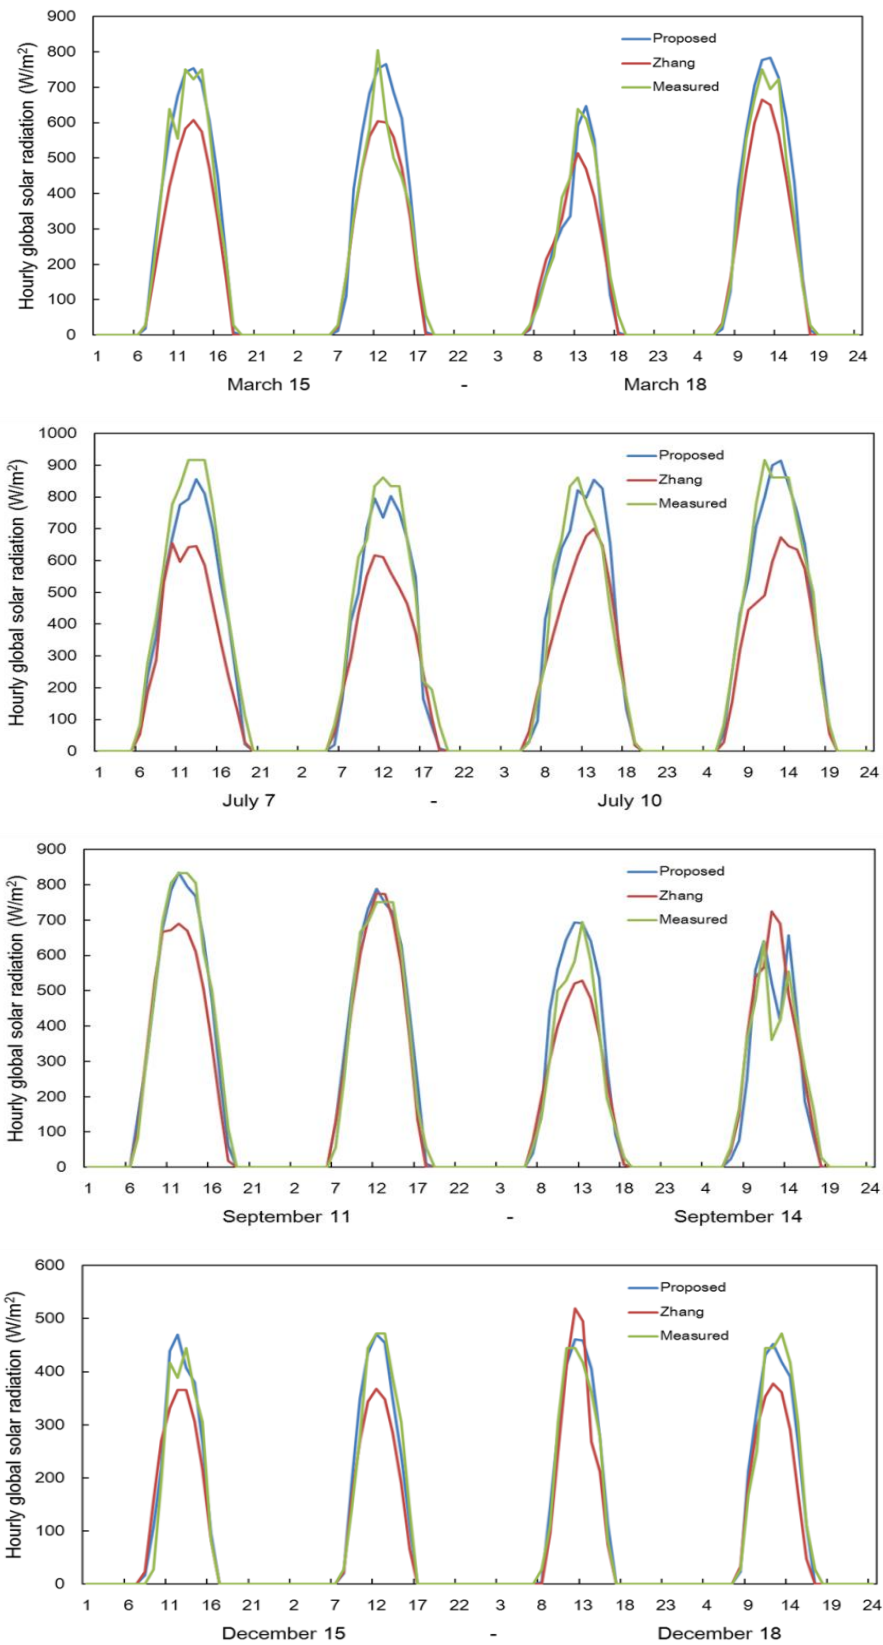 Hourly global solar radiation (W/m²)
900
800
700
600
500
400
300
200
100
0
Proposed
Zhang
Measured
1 6 11 16 21 2 7 12 17 22 3 8 13 18 23 4 9 14 19 24
March 15 - March 18
Hourly global solar radiation (W/m²)
1000
900
800
700
600
500
400
300
200
100
0
Proposed
Zhang
Measured
1 6 11 16 21 2 7 12 17 22 3 8 13 18 23 4 9 14 19 24
July 7 - July 10
Hourly global solar radiation (W/m²)
900
800
700
600
500
400
300
200
100
0
Proposed
Zhang
Measured
1 6 11 16 21 2 7 12 17 22 3 8 13 18 23 4 9 14 19 24
September 11 - September 14
Hourly global solar radiation (W/m²)
600
500
400
300
200
100
0
Proposed
Zhang
Measured
1 6 11 16 21 2 7 12 17 22 3 8 13 18 23 4 9 14 19 24
December 15 - December 18